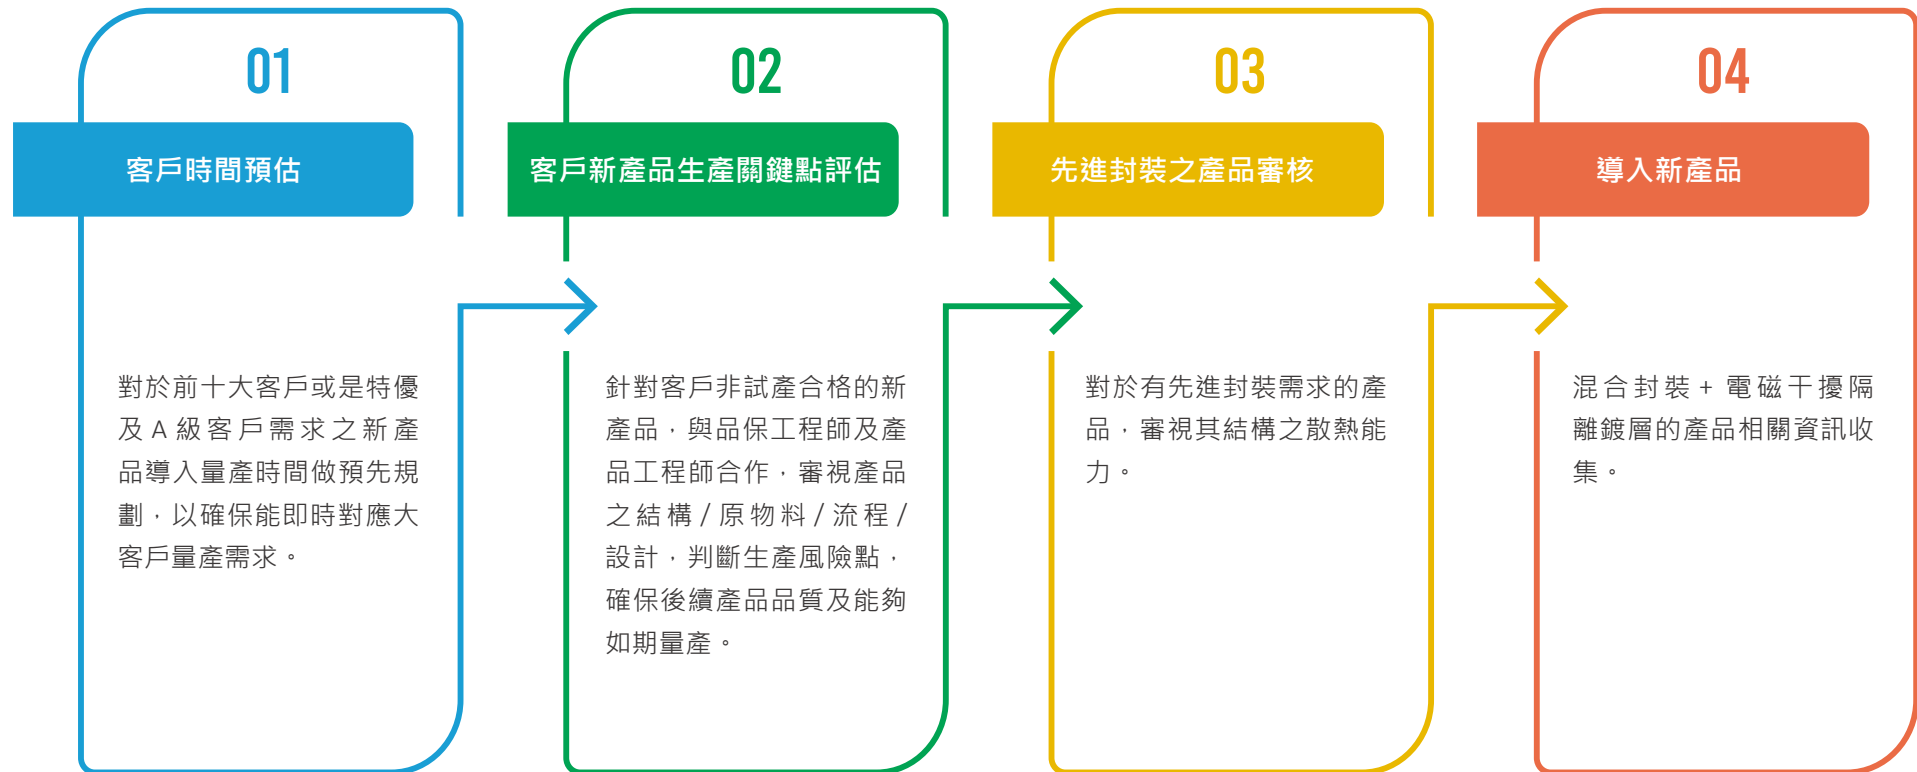 01
客戶時間預估
對於前十大客戶或是特優
及A級客戶需求之新產
品導入量產時間做預先規
劃，以確保能即時對應大
客戶量產需求。
02
客戶新產品生產關鍵點評估
針對客戶非試產合格的新
產品，與品保工程師及產
品工程師合作，審視產品
之結構/原物料/流程/
設計，判斷生產風險點，
確保後續產品品質及能夠
如期量產。
03
先進封裝之產品審核
對於有先進封裝需求的產
品，審視其結構之散熱能
力。
04
導入新產品
混合封裝+電磁干擾隔
離鍍層的產品相關資訊收
集。